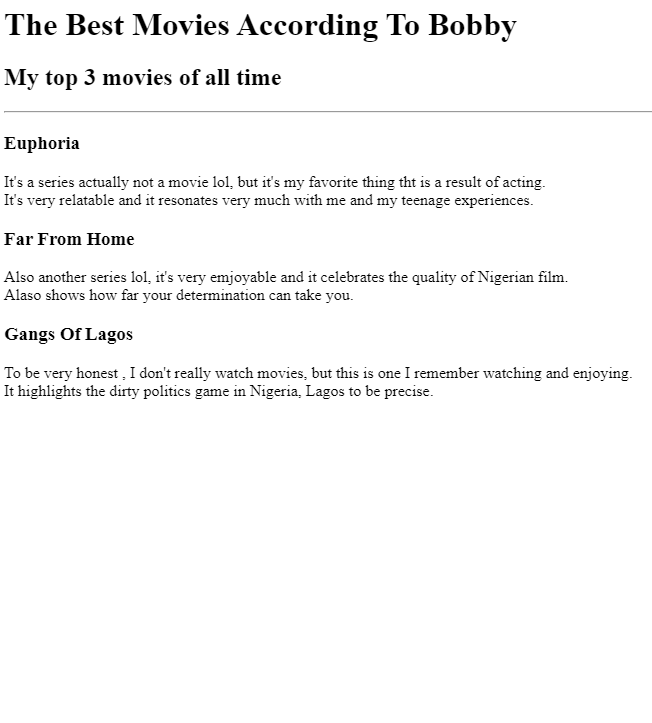 The Best Movies According To Bobby
My top 3 movies of all time
Euphoria
It's a series actually not a movie lol, but it's my favorite thing tht is a result of acting.
It's very relatable and it resonates very much with me and my teenage experiences.
Far From Home
Also another series lol, it's very emjoyable and it celebrates the quality of Nigerian film.
Alaso shows how far your determination can take you.
Gangs Of Lagos
To be very honest , I don't really watch movies, but this is one I remember watching and enjoying.
It highlights the dirty politics game in Nigeria, Lagos to be precise.